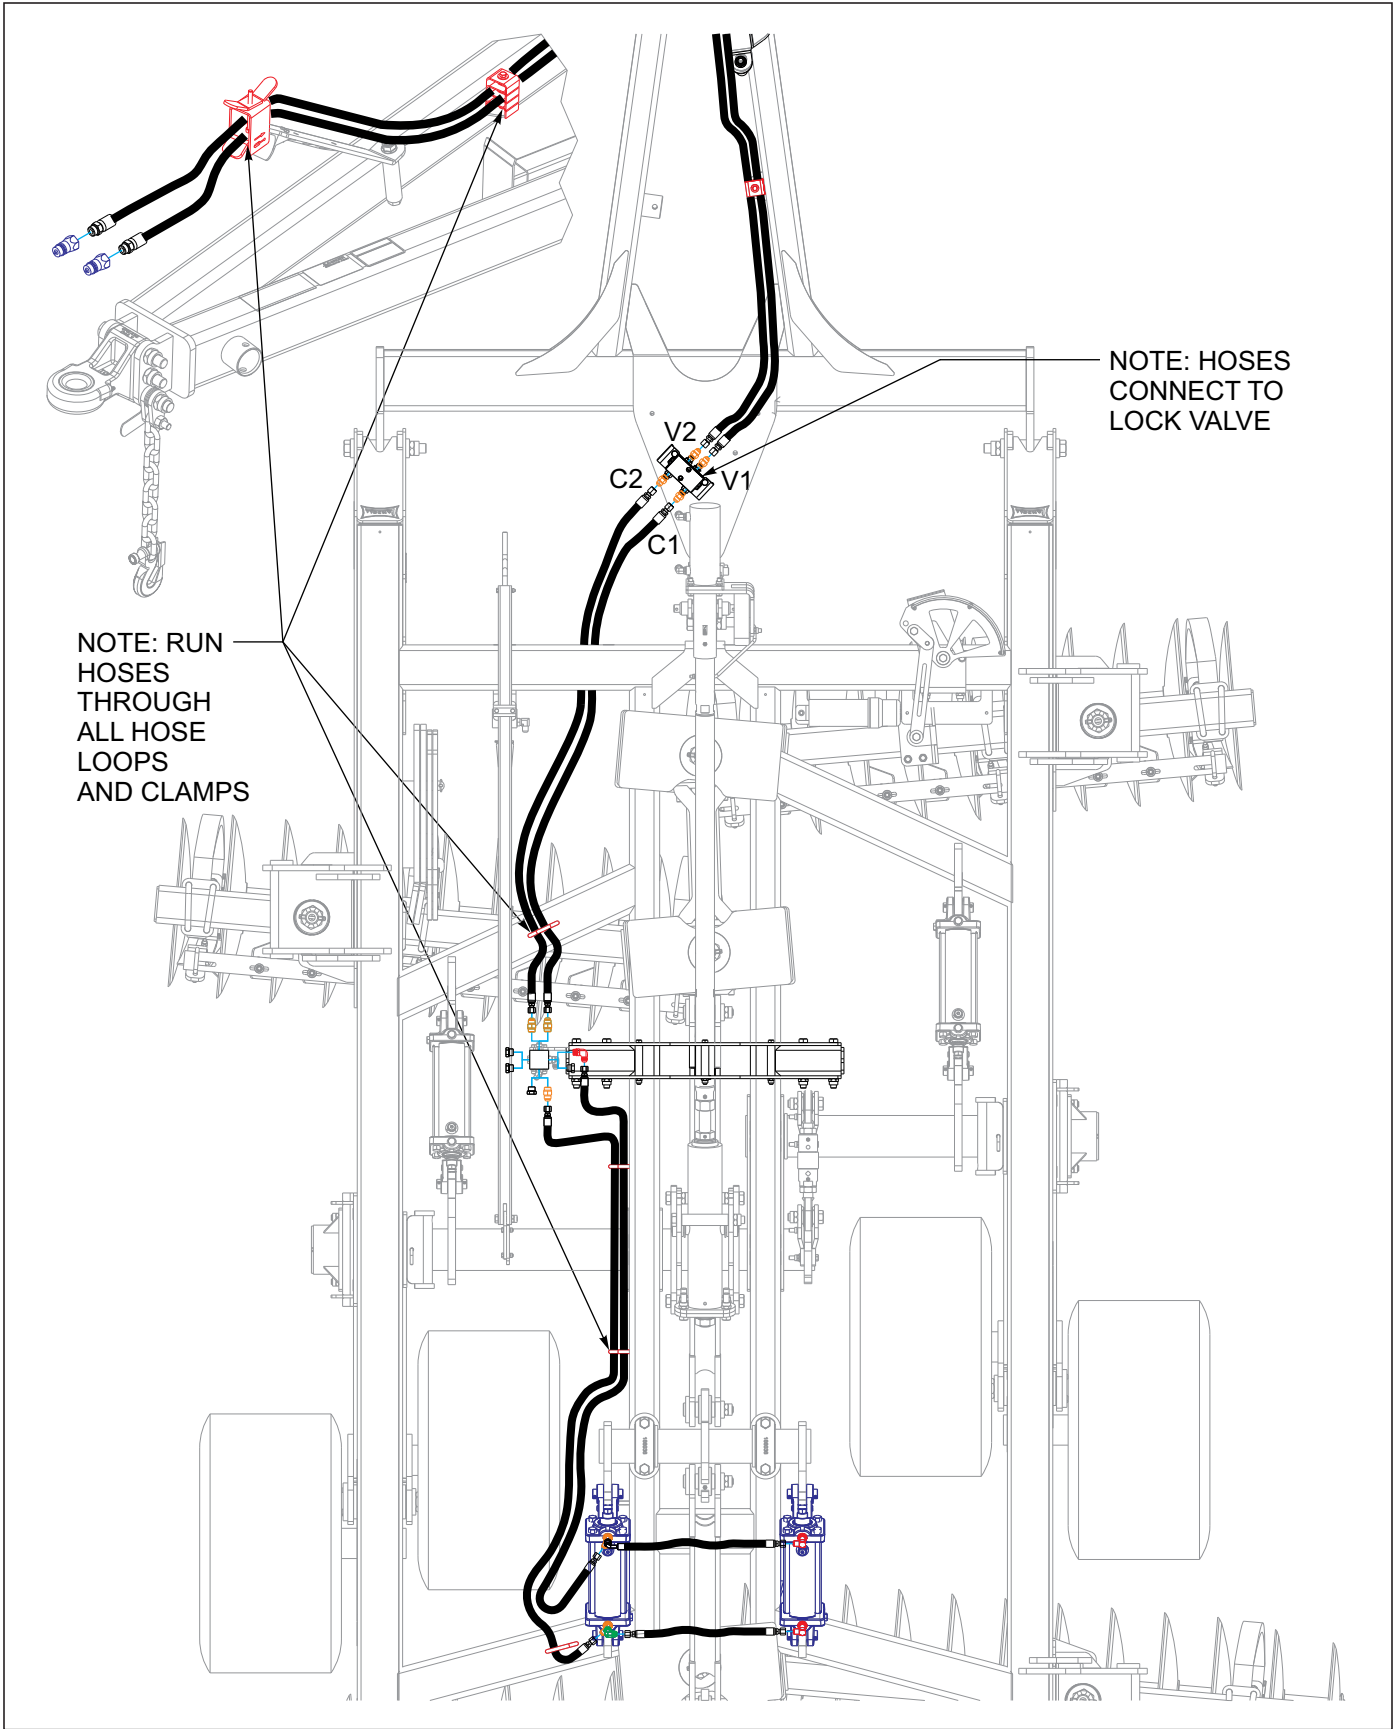 NOTE: HOSES
CONNECT TO
LOCK VALVE
V2
C2
V1
C1
NOTE: RUN
HOSES
THROUGH
ALL HOSE
LOOPS
AND CLAMPS